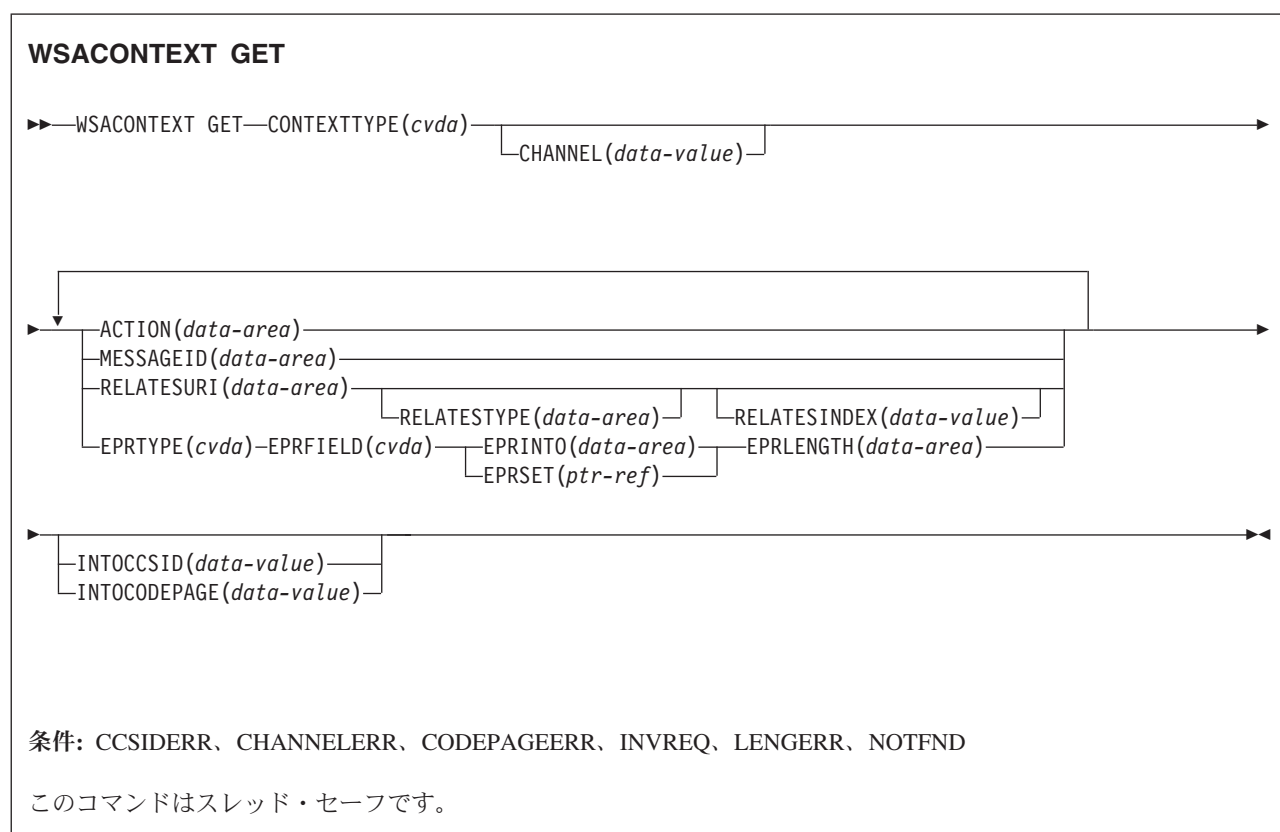 WSACONTEXT GET
WSACONTEXT GET CONTEXTTYPE(cvda)
CHANNEL(data-value)
ACTION(data-area)
MESSAGEID(data-area)
RELATESURI(data-area)
RELATESTYPE(data-area) RELATESINDEX(data-value)
EPRTYPE(cvda) EPRFIELD(cvda) EPRINTO(data-area) EPRLENGTH(data-area)
EPRSET(ptr-ref)
INTOCCSID(data-value)
INTOCODEPAGE(data-value)
条件: CCSIDERR、CHANNELERR、CODEPAGEERR、INVREQ、LENGERR、NOTFND
このコマンドはスレッド・セーフです。